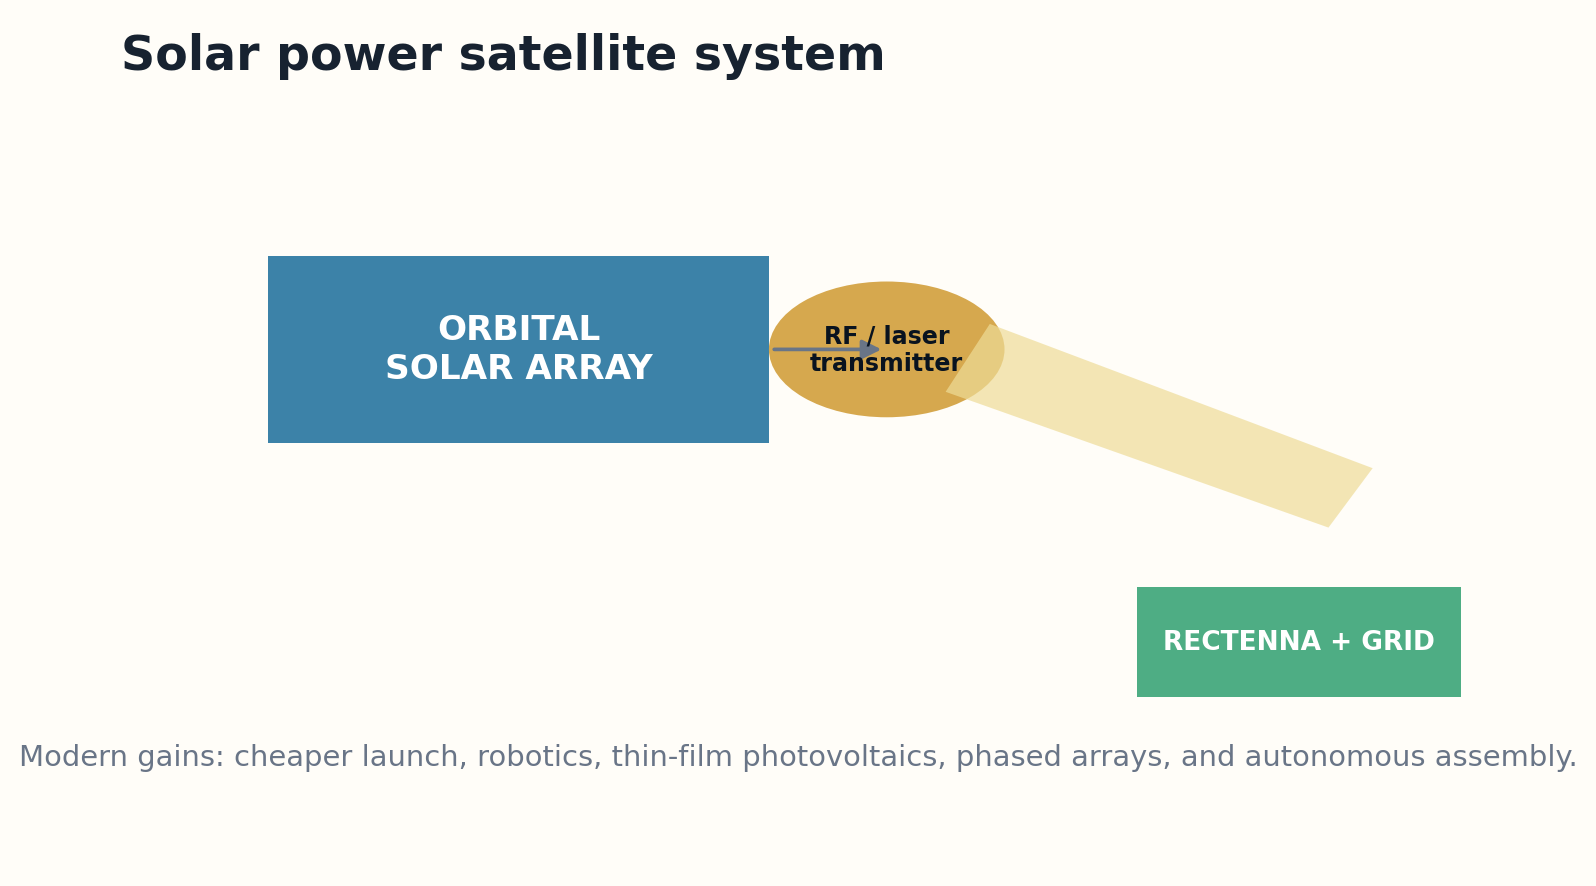 Solar power satellite system
ORBITAL
SOLAR ARRAY
RF / laser
transmitter
RECTENNA + GRID
Modern gains: cheaper launch, robotics, thin-film photovoltaics, phased arrays, and autonomous assembly.